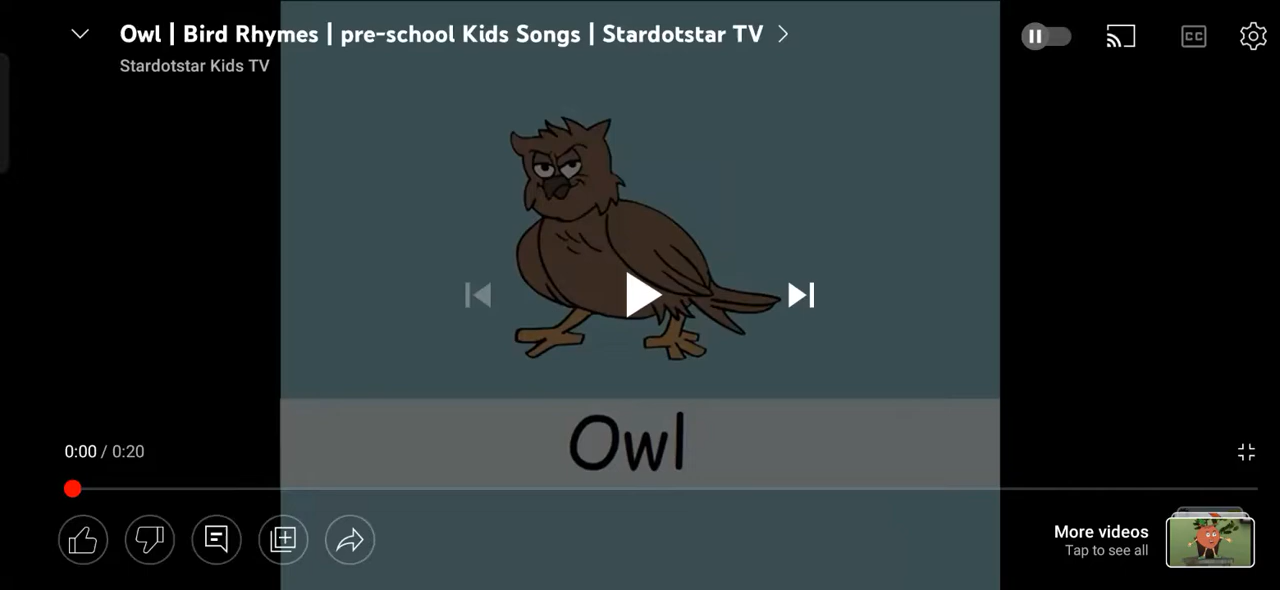 Owl | Bird Rhymes | pre-school Kids Songs | Stardotstar TV
Stardotstar Kids TV
CC
Owl
0:00 / 0:20
More videos
Tap to see all